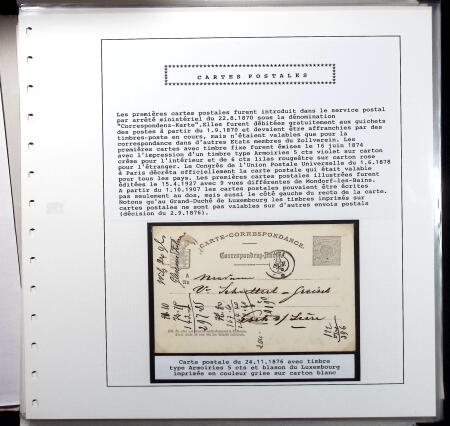 CARTES POSTALES
Les premières cartes postales furent introduit dans le service postal
par arrêté ministériel du 22.8.1870 sous la dénomination
"Correspondenz-Karte".Elles furent débitées gratuitement aux guichets
des postes à partir du 1.9.1870 et devaient être affranchies par des
timbres-poste en cours, mais n'étaient valables que pour la
correspondance dans d'autres Etats membres du Zollverein. Les
premières cartes avec timbre fixe furent émises le 16 juin 1874
avec l'impression d'un timbre type Armoiries 5 cts violet sur carton
crème pour l'intérieur et de 6 cts lilas rougeâtre sur carton rose
pour l'étranger. Le Congrès de l'Union Postale Universelle du 1.6.1878
à Paris décréta officiellement la carte postale qui était valable
pour tous les pays. Les premières cartes postales illustrées furent
éditées le 15.4.1927 avec 9 vues différentes de Mondorf-les-Bains.
A partir du 1.10.1907 les cartes postales pouvaient être écrites
pas seulement au dos, mais aussi le côté gauche du recto de la carte.
Notons qu'au Grand-Duché de Luxembourg les timbres imprimés sur
cartes postales ne sont pas valables sur d'autres envois postals
(décision du 2.9.1876).
CARTE-CORRESPONDANCE.
Correspondenz-Karte
A
Madame
Carte postale du 24.11.1876 avec timbre
type Armoiries 5 cts et blason du Luxembourg
imprimée en couleur grise sur carton blanc